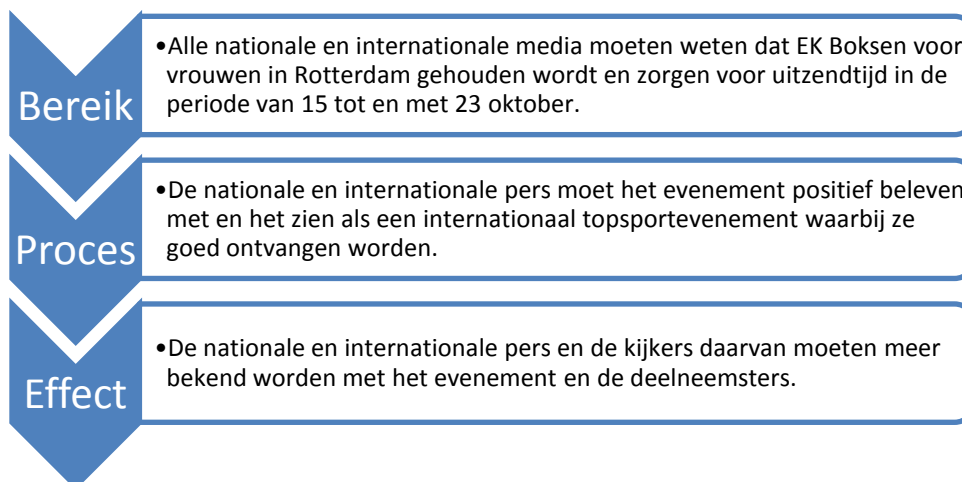 Bereik
•Alle nationale en internationale media moeten weten dat EK Boksen voor
vrouwen in Rotterdam gehouden wordt en zorgen voor uitzendtijd in de
periode van 15 tot en met 23 oktober.
Proces
•De nationale en internationale pers moet het evenement positief beleven
met en het zien als een internationaal topsportevenement waarbij ze
goed ontvangen worden.
Effect
•De nationale en internationale pers en de kijkers daarvan moeten meer
bekend worden met het evenement en de deelneemsters.